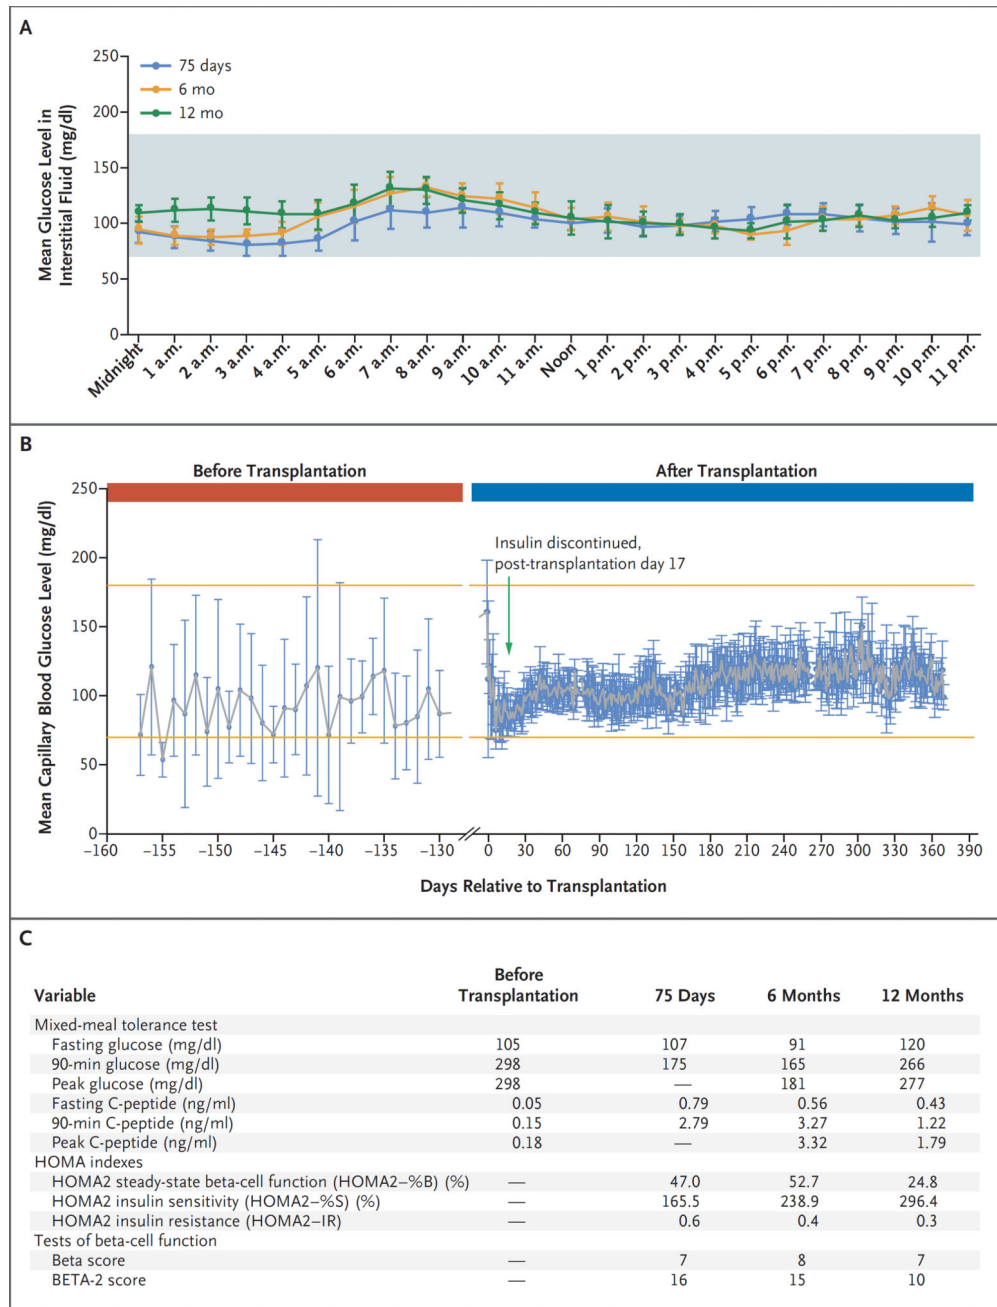 A
250
200
150
100
50
0
Mean Glucose Level in
Interstitial Fluid (mg/dl)
75 days
6 mo
12 mo
Midnight
1 a.m.
2 a.m.
3 a.m.
4 a.m.
5 a.m.
6 a.m.
7 a.m.
8 a.m.
9 a.m.
10 a.m.
11 a.m.
Noon
1 p.m.
2 p.m.
3 p.m.
4 p.m.
5 p.m.
6 p.m.
7 p.m.
8 p.m.
9 p.m.
10 p.m.
11 p.m.
B
Before Transplantation
After Transplantation
Mean Capillary Blood Glucose Level (mg/dl)
250
200
150
100
50
0
Insulin discontinued,
post-transplantation day 17
–160 –155 –150 –145 –140 –135 –130 0 30 60 90 120 150 180 210 240 270 300 330 360 390
Days Relative to Transplantation
C
Variable Before Transplantation 75 Days 6 Months 12 Months
Mixed-meal tolerance test
Fasting glucose (mg/dl) 105 107 91 120
90-min glucose (mg/dl) 298 175 165 266
Peak glucose (mg/dl) 298 — 181 277
Fasting C-peptide (ng/ml) 0.05 0.79 0.56 0.43
90-min C-peptide (ng/ml) 0.15 2.79 3.27 1.22
Peak C-peptide (ng/ml) 0.18 — 3.32 1.79
HOMA indexes
HOMA2 steady-state beta-cell function (HOMA2–%B) (%) — 47.0 52.7 24.8
HOMA2 insulin sensitivity (HOMA2–%S) (%) — 165.5 238.9 296.4
HOMA2 insulin resistance (HOMA2–IR) — 0.6 0.4 0.3
Tests of beta-cell function
Beta score — 7 8 7
BETA-2 score — 16 15 10